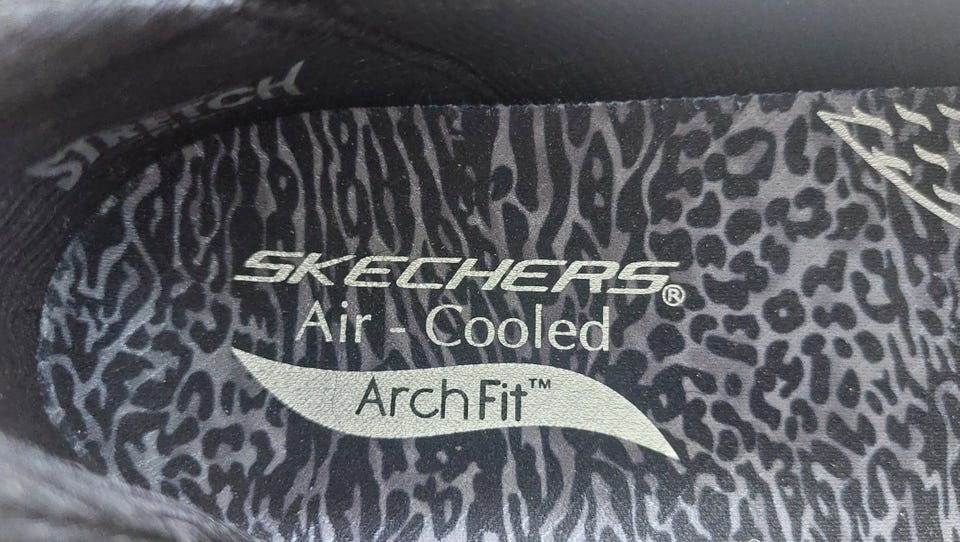 STRETCH
SKECHERS®
Air - Cooled
ArchFit™